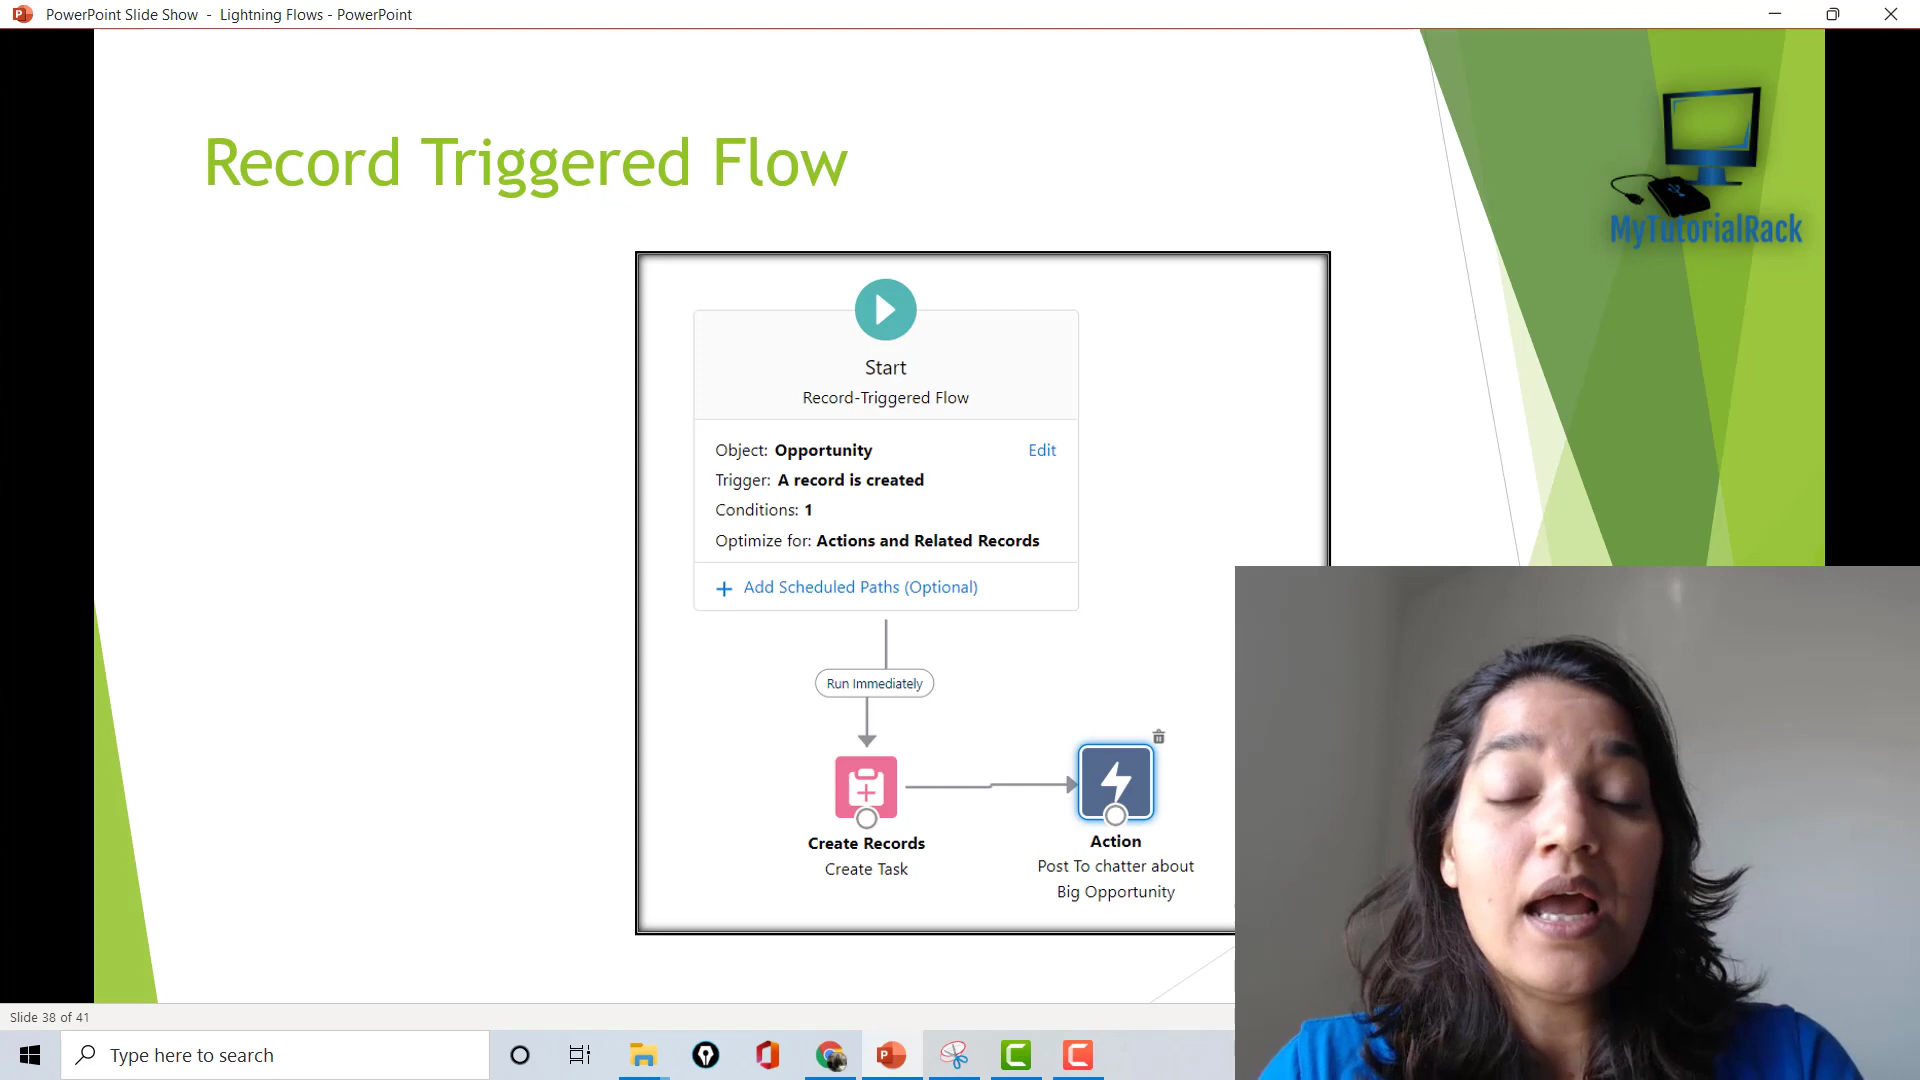 PowerPoint Slide Show - Lightning Flows - PowerPoint
Record Triggered Flow
MyTutorialRack
Start
Record-Triggered Flow
Object: Opportunity Edit
Trigger: A record is created
Conditions: 1
Optimize for: Actions and Related Records
+ Add Scheduled Paths (Optional)
Run Immediately
Create Records
Create Task
Action
Post To chatter about
Big Opportunity
Slide 38 of 41
Type here to search